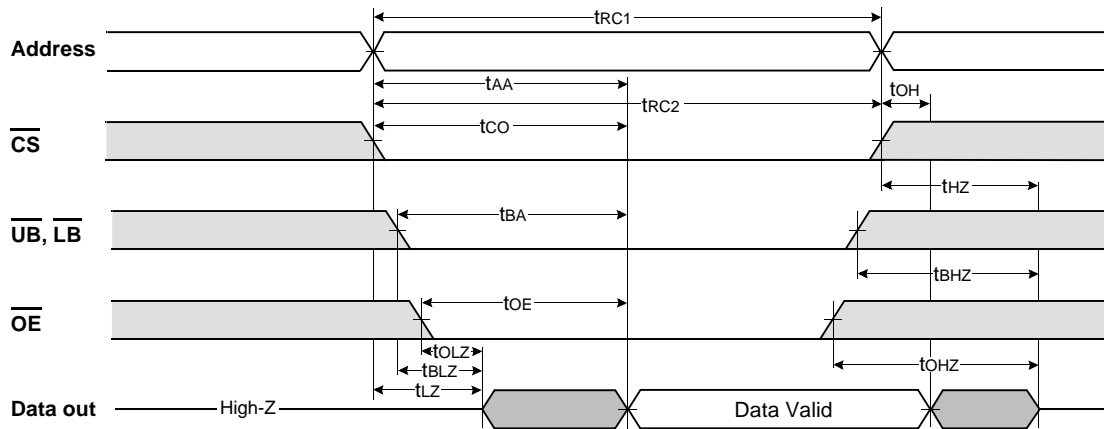 tRC1
Address
tAA
tOH
tRC2
CS
tCO
tHZ
UB, LB
tBA
tBHZ
OE
tOE
tOLZ
tBLZ
tOHZ
tLZ
Data out
High-Z
Data Valid